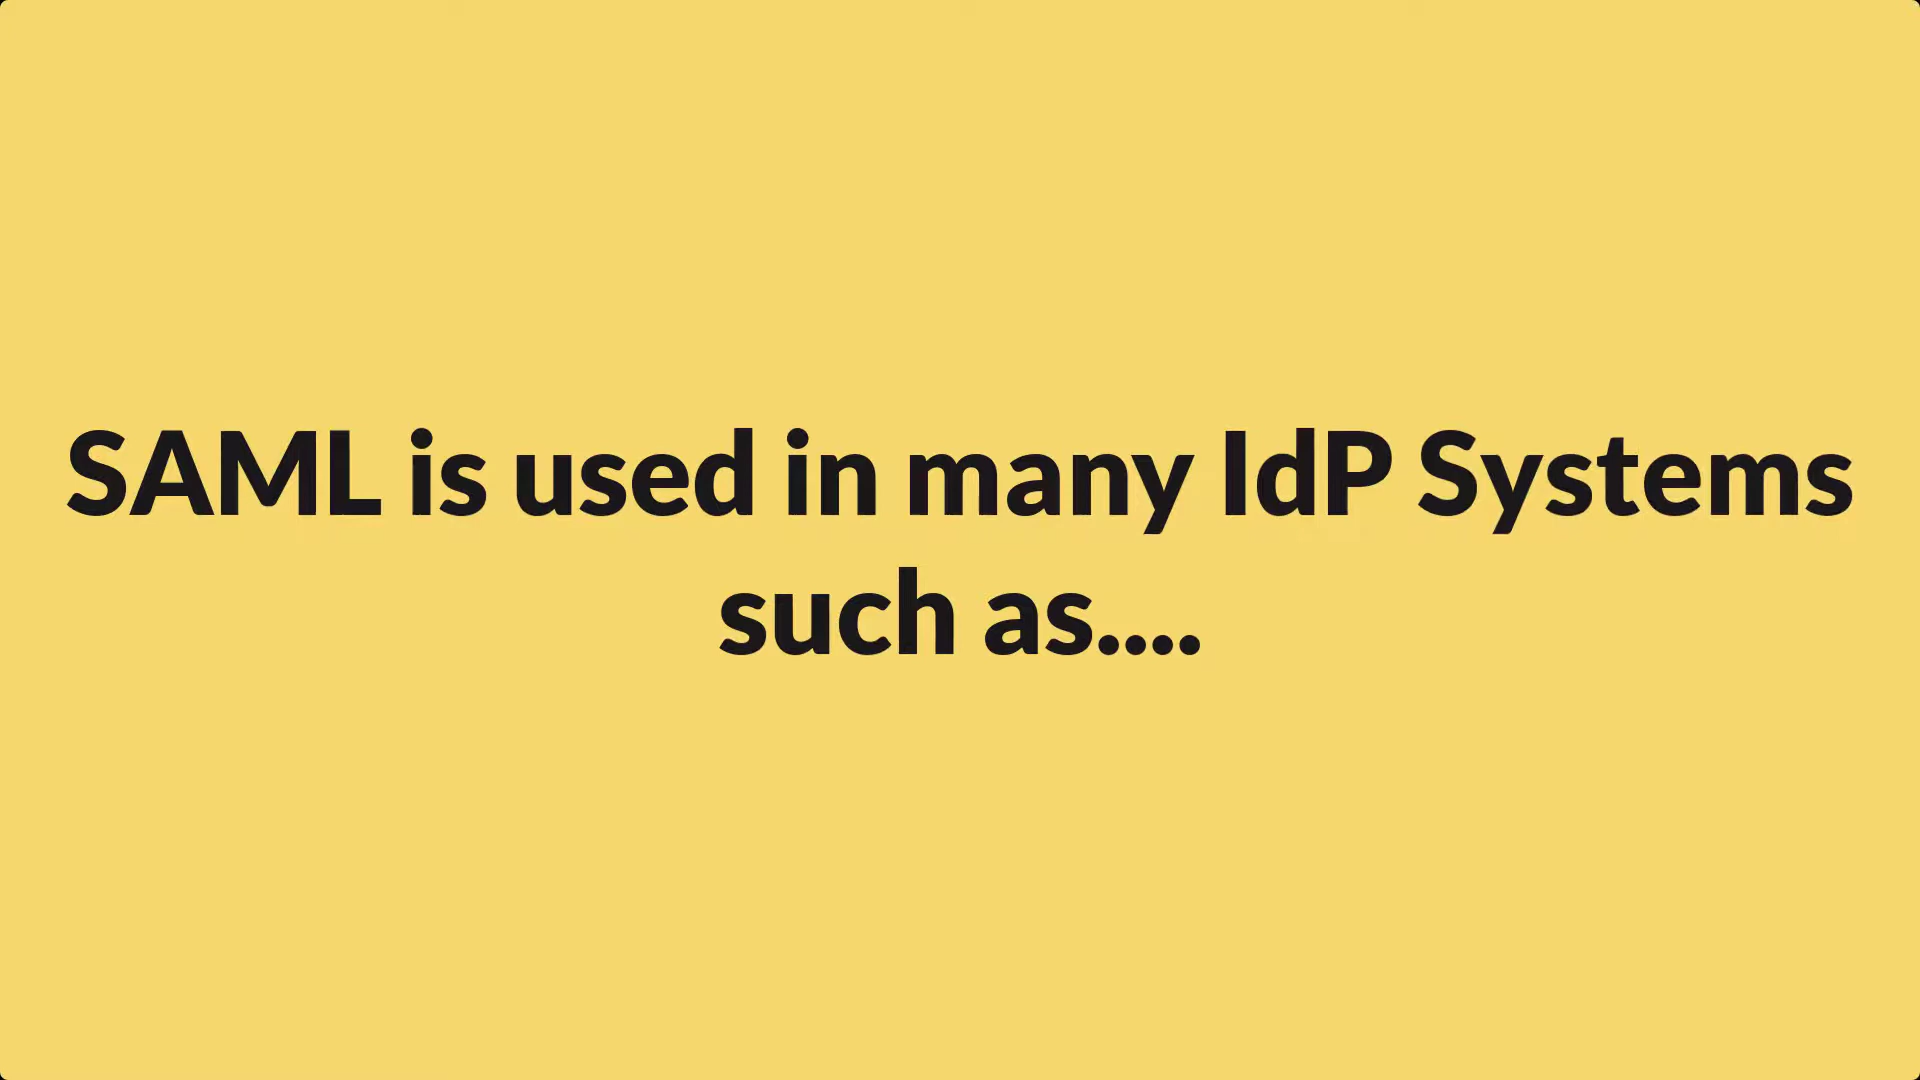 SAML is used in many IdP Systems
such as....